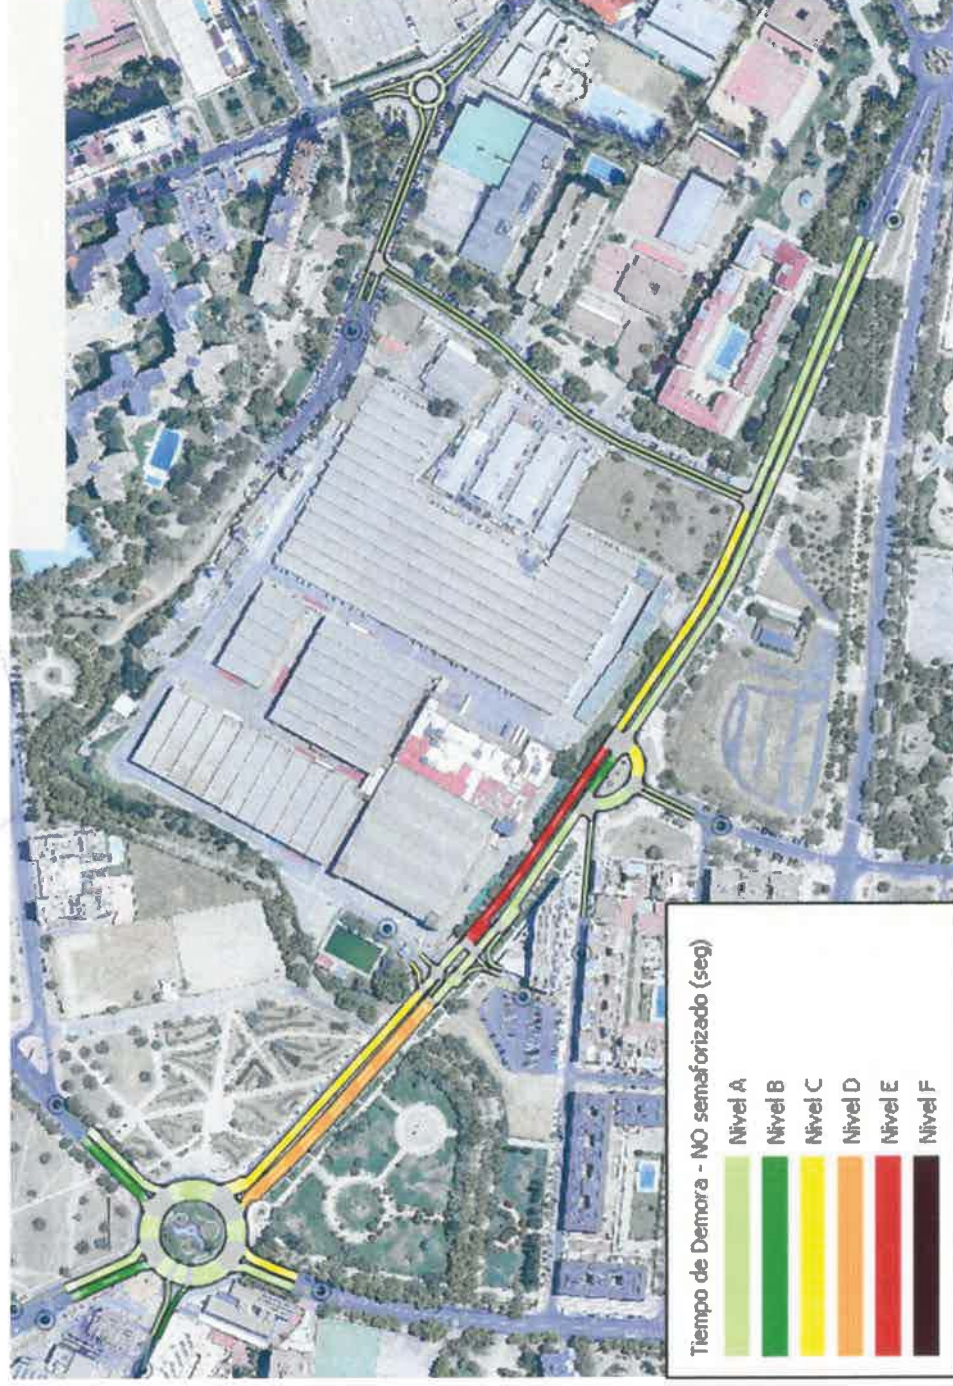 Tiempo de Demora - NO semaforizado (seg)
Nivel A
Nivel B
Nivel C
Nivel D
Nivel E
Nivel F